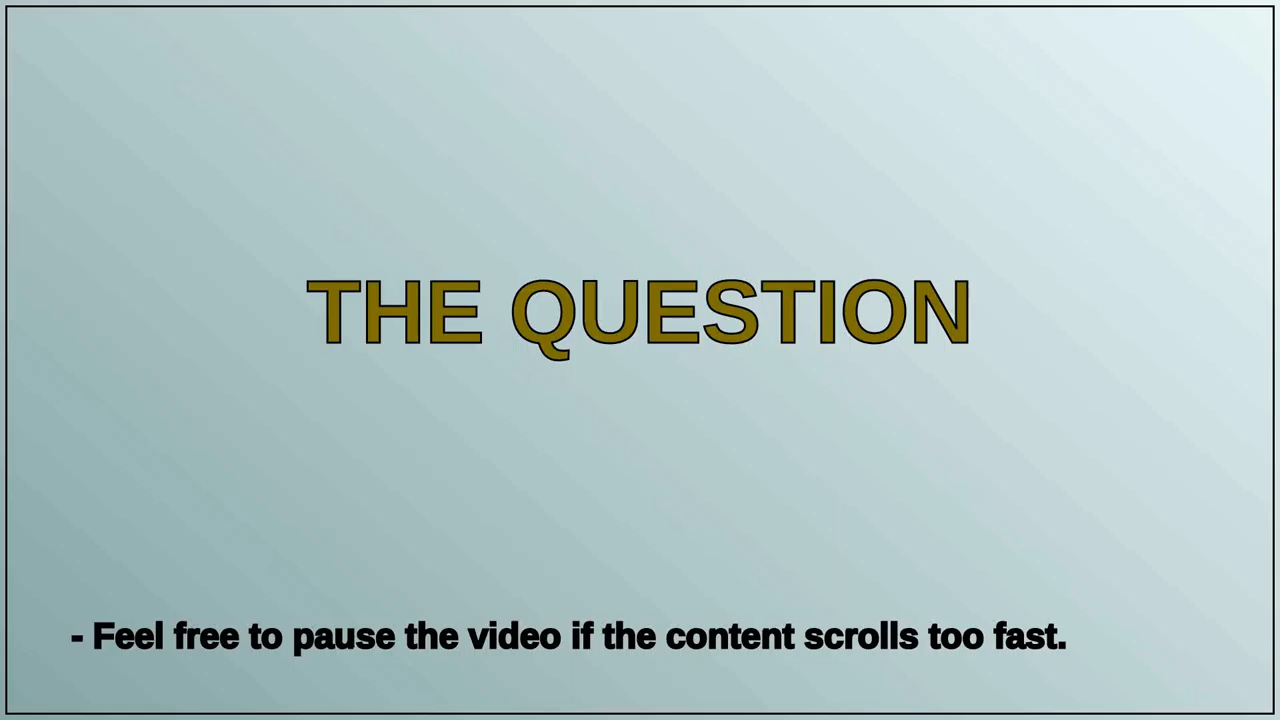 THE QUESTION
- Feel free to pause the video if the content scrolls too fast.